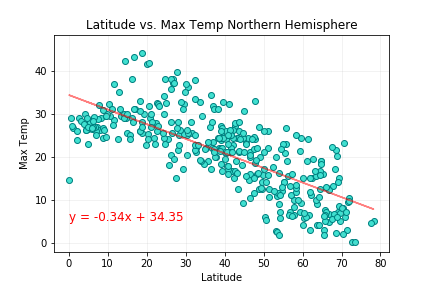 Latitude vs. Max Temp Northern Hemisphere
Max Temp
40
30
20
10
0
y = -0.34x + 34.35
0 10 20 30 40 50 60 70 80
Latitude